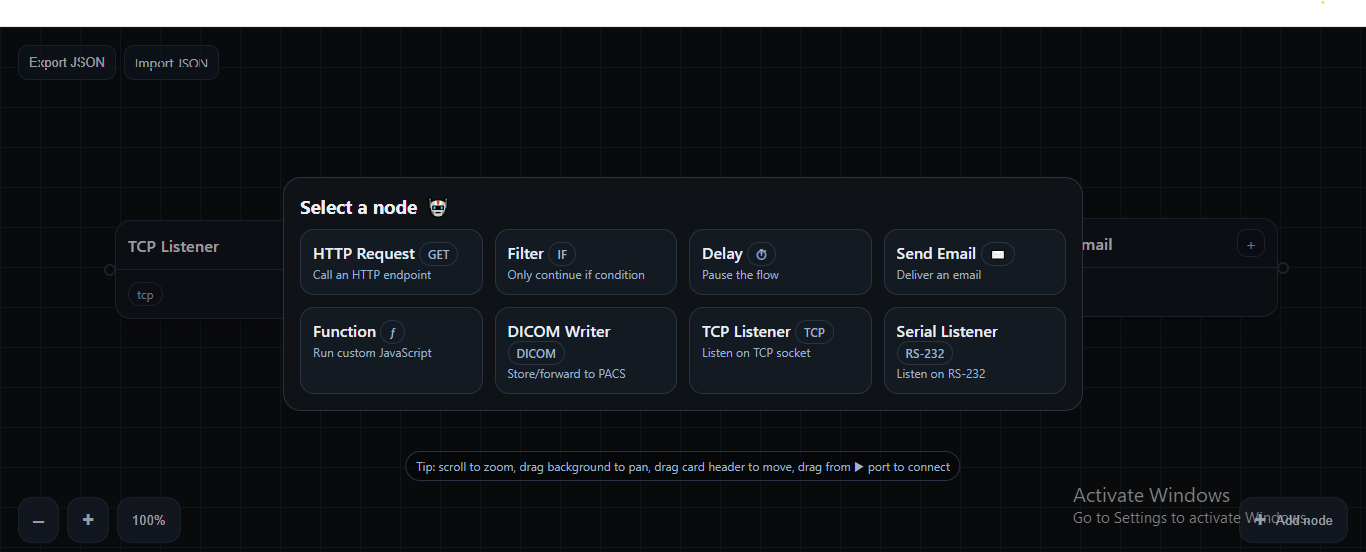 Export JSON
Import JSON
Select a node
TCP Listener
tcp
mail
+
HTTP Request GET
Call an HTTP endpoint
Filter IF
Only continue if condition
Delay
Pause the flow
Send Email
Deliver an email
Function ƒ
Run custom JavaScript
DICOM Writer
DICOM
Store/forward to PACS
TCP Listener TCP
Listen on TCP socket
Serial Listener
RS-232
Listen on RS-232
Tip: scroll to zoom, drag background to pan, drag card header to move, drag from ▶ port to connect
– + 100%
Activate Windows
Go to Settings to activate Windows.
+ Add node